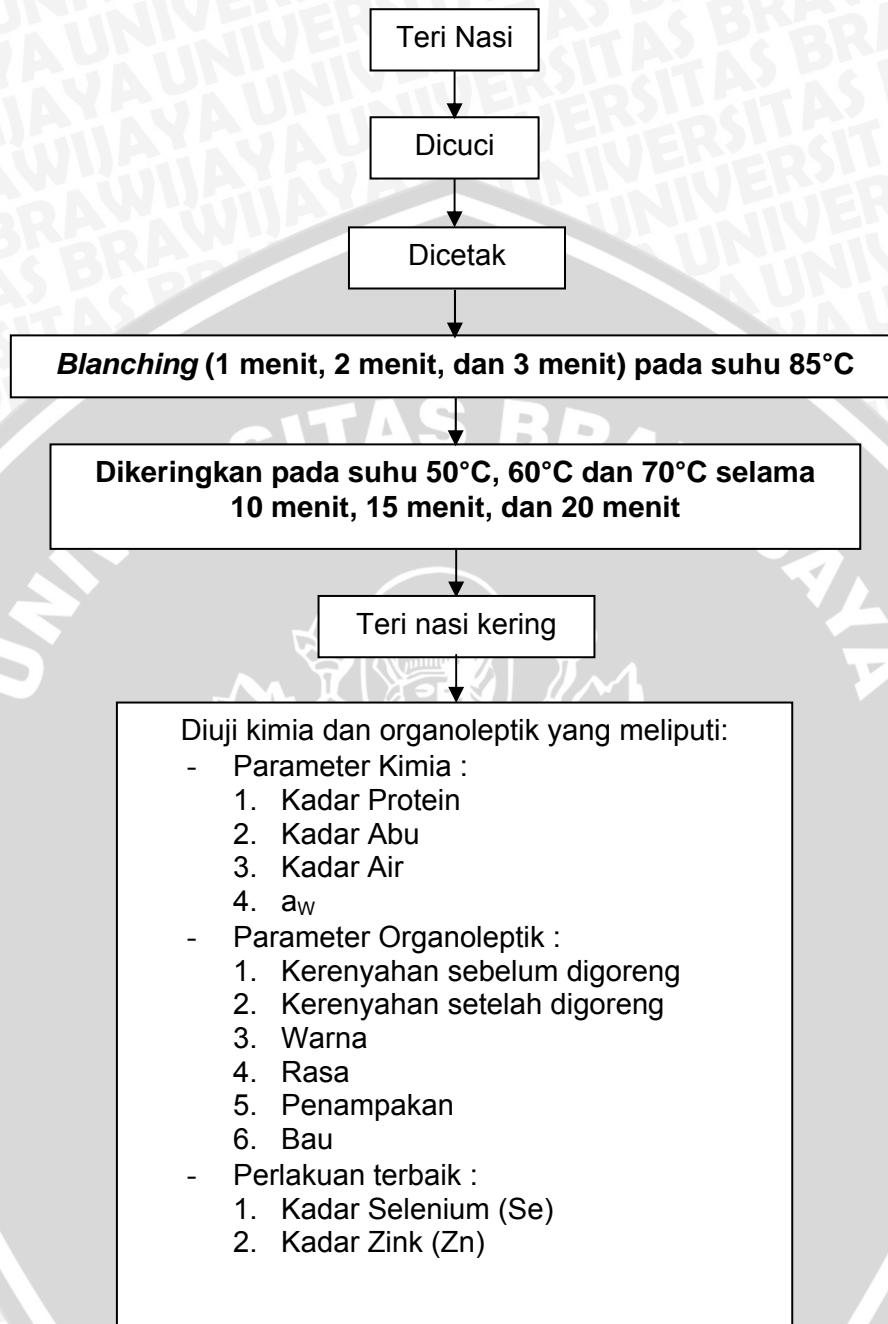 Teri Nasi
Dicuci
Dicetak
Blanching (1 menit, 2 menit, dan 3 menit) pada suhu 85°C
Dikeringkan pada suhu 50°C, 60°C dan 70°C selama
10 menit, 15 menit, dan 20 menit
Teri nasi kering
Diuji kimia dan organoleptik yang meliputi:
- Parameter Kimia :
1. Kadar Protein
2. Kadar Abu
3. Kadar Air
4. aW
- Parameter Organoleptik :
1. Kerenyahan sebelum digoreng
2. Kerenyahan setelah digoreng
3. Warna
4. Rasa
5. Penampakan
6. Bau
- Perlakuan terbaik :
1. Kadar Selenium (Se)
2. Kadar Zink (Zn)